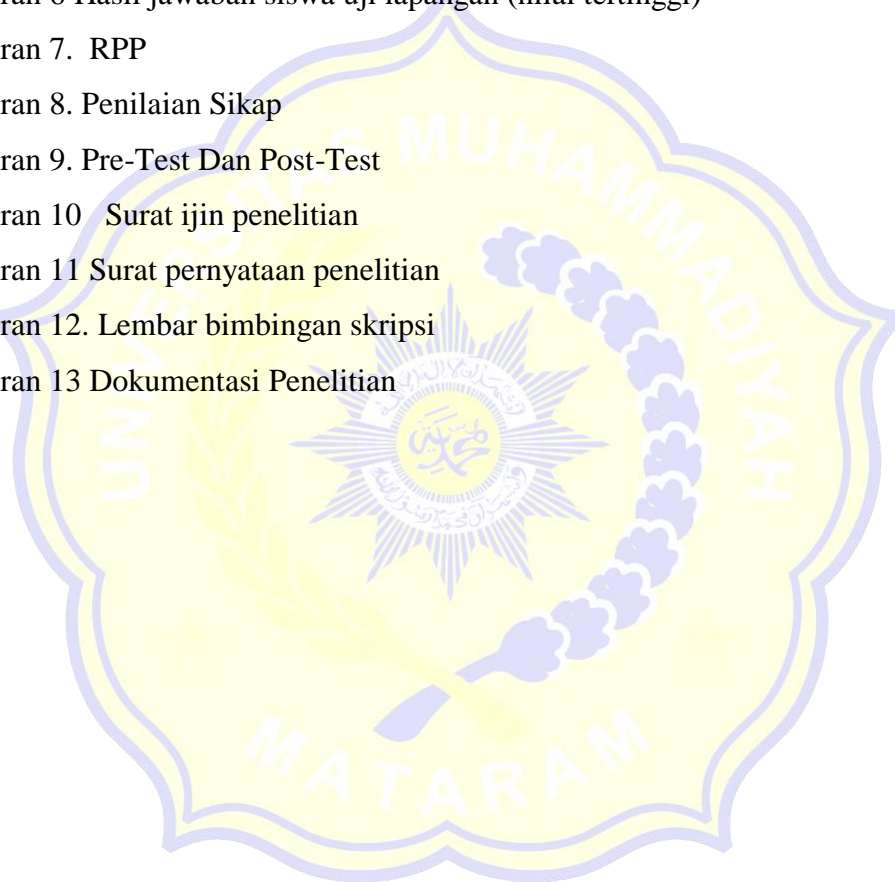 ran 6 Hasil jawaban siswa uji lapangan (nilai tertinggi)
ran 7. RPP
ran 8. Penilaian Sikap
ran 9. Pre-Test Dan Post-Test
ran 10 Surat ijin penelitian
ran 11 Surat pernyataan penelitian
ran 12. Lembar bimbingan skripsi
ran 13 Dokumentasi Penelitian
UNIVERSITAS MUHAMMADIYAH
MATARAM